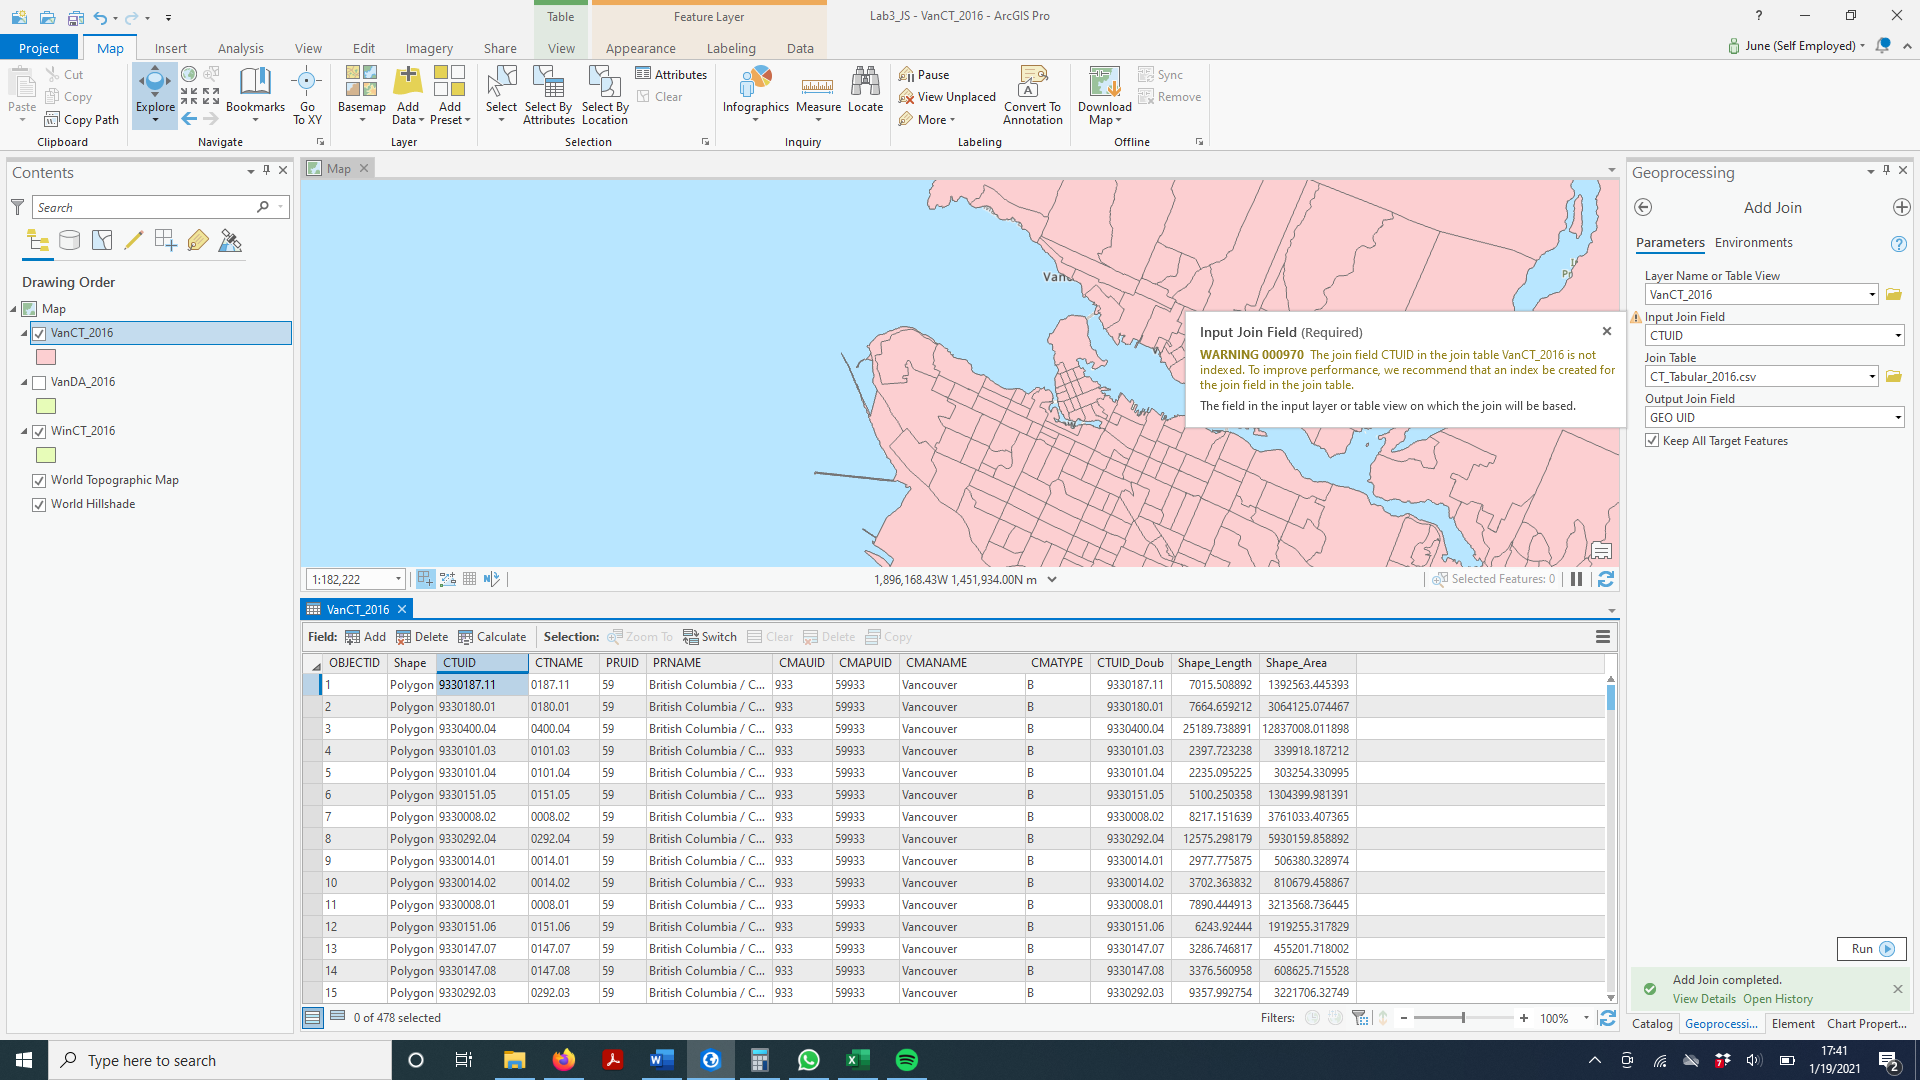 Table
Feature Layer
Lab3_JS - VanCT_2016 - ArcGIS Pro
?
Project
Map
Insert
Analysis
View
Edit
Imagery
Share
View
Appearance
Labeling
Data
June (Self Employed)
Paste
Cut
Copy
Copy Path
Clipboard
Explore
Bookmarks
Go To XY
Navigate
Basemap
Add Data
Add Preset
Layer
Select
Select By Attributes
Select By Location
Attributes
Clear
Selection
Infographics
Measure
Locate
Inquiry
Pause
View Unplaced
More
Convert To Annotation
Labeling
Download Map
Sync
Remove
Offline
Contents
Search
Drawing Order
Map
VanCT_2016
VanDA_2016
WinCT_2016
World Topographic Map
World Hillshade
Map
Input Join Field (Required)
WARNING 000970 The join field CTUID in the join table VanCT_2016 is not
indexed. To improve performance, we recommend that an index be created for
the join field in the join table.
The field in the input layer or table view on which the join will be based.
1:182,222
1,896,168.43W 1,451,934.00N m
Selected Features: 0
Geoprocessing
Add Join
Parameters Environments
Layer Name or Table View
VanCT_2016
Input Join Field
CTUID
Join Table
CT_Tabular_2016.csv
Output Join Field
GEO UID
Keep All Target Features
Run
Add Join completed.
View Details Open History
Catalog Geoprocessi... Element Chart Propert...
VanCT_2016
Field: Add Delete Calculate Selection: Zoom To Switch Clear Delete Copy
OBJECTID Shape CTUID CTNAME PRUID PRNAME CMAUID CMAPUID CMANAME CMATYPE CTUID_Doub Shape_Length Shape_Area
1 Polygon 9330187.11 0187.11 59 British Columbia / C... 933 59933 Vancouver B 9330187.11 7015.508892 1392563.445393
2 Polygon 9330180.01 0180.01 59 British Columbia / C... 933 59933 Vancouver B 9330180.01 7664.659212 3064125.074467
3 Polygon 9330400.04 0400.04 59 British Columbia / C... 933 59933 Vancouver B 9330400.04 25189.738891 12837008.011898
4 Polygon 9330101.03 0101.03 59 British Columbia / C... 933 59933 Vancouver B 9330101.03 2397.723238 339918.187212
5 Polygon 9330101.04 0101.04 59 British Columbia / C... 933 59933 Vancouver B 9330101.04 2235.095225 303254.330995
6 Polygon 9330151.05 0151.05 59 British Columbia / C... 933 59933 Vancouver B 9330151.05 5100.250358 1304399.981391
7 Polygon 9330008.02 0008.02 59 British Columbia / C... 933 59933 Vancouver B 9330008.02 8217.151639 3761033.407365
8 Polygon 9330292.04 0292.04 59 British Columbia / C... 933 59933 Vancouver B 9330292.04 12575.298179 5930159.858892
9 Polygon 9330014.01 0014.01 59 British Columbia / C... 933 59933 Vancouver B 9330014.01 2977.775875 506380.328974
10 Polygon 9330014.02 0014.02 59 British Columbia / C... 933 59933 Vancouver B 9330014.02 3702.363832 810679.458867
11 Polygon 9330008.01 0008.01 59 British Columbia / C... 933 59933 Vancouver B 9330008.01 7890.444913 3213568.736445
12 Polygon 9330151.06 0151.06 59 British Columbia / C... 933 59933 Vancouver B 9330151.06 6243.92444 1919255.317829
13 Polygon 9330147.07 0147.07 59 British Columbia / C... 933 59933 Vancouver B 9330147.07 3286.746817 455201.718002
14 Polygon 9330147.08 0147.08 59 British Columbia / C... 933 59933 Vancouver B 9330147.08 3376.560958 608625.715528
15 Polygon 9330292.03 0292.03 59 British Columbia / C... 933 59933 Vancouver B 9330292.03 9357.992754 3221706.32749
0 of 478 selected
Filters:
100%
Type here to search
17:41
1/19/2021
2